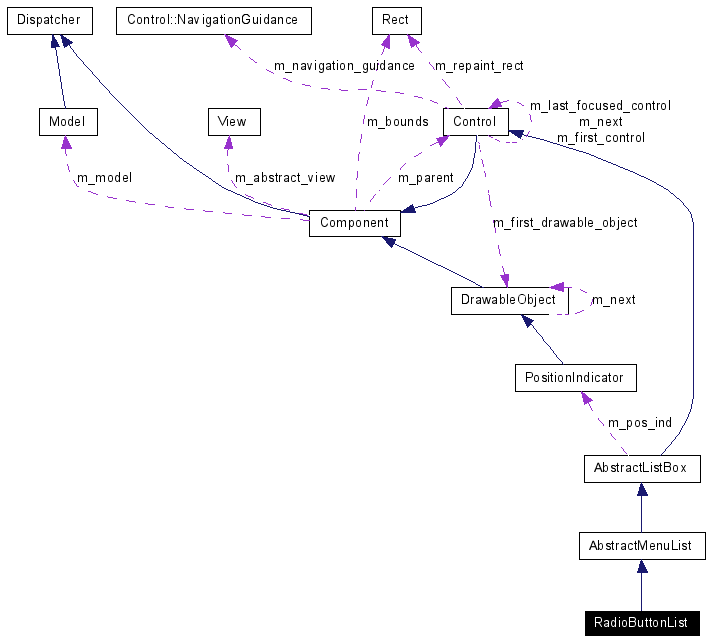 Dispatcher
Control::NavigationGuidance
Rect
m_navigation_guidance
m_repaint_rect
m_last_focused_control
m_next
m_first_control
Model
View
m_bounds
Control
m_model
m_abstract_view
m_parent
Component
m_first_drawable_object
DrawableObject
m_next
PositionIndicator
m_pos_ind
AbstractListBox
AbstractMenuList
RadioButtonList